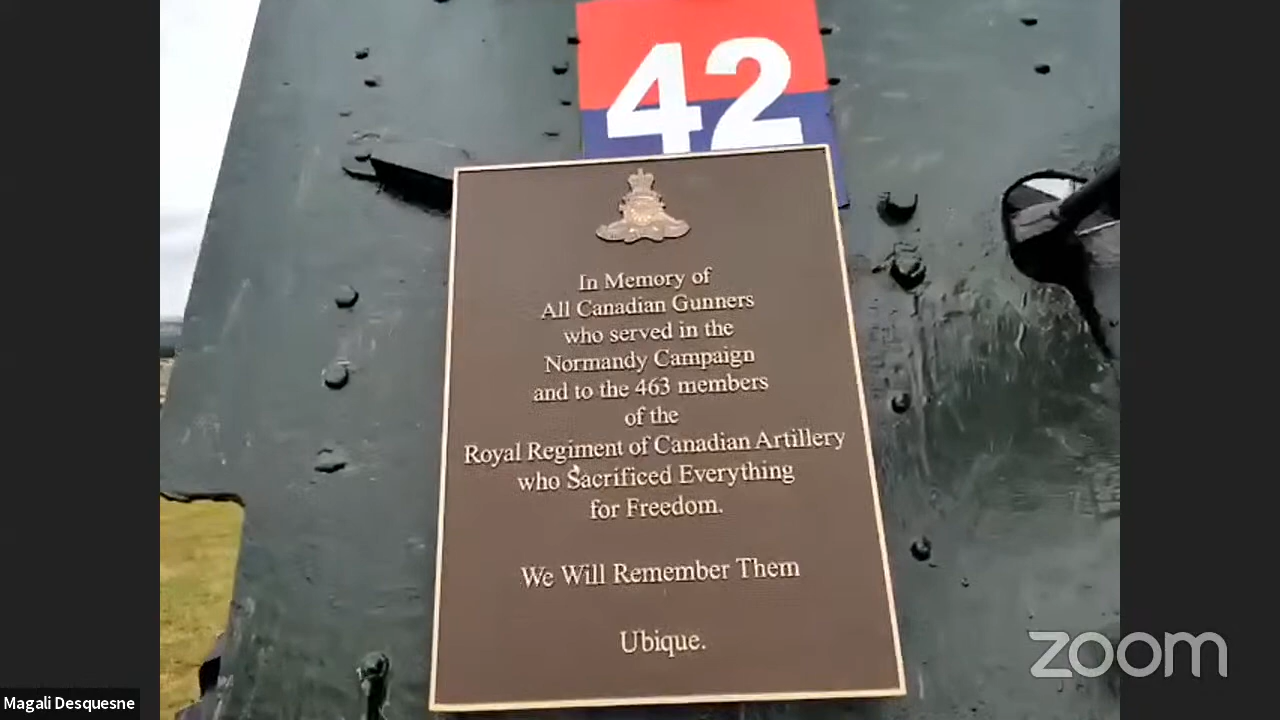 42
In Memory of
All Canadian Gunners
who served in the
Normandy Campaign
and to the 463 members
of the
Royal Regiment of Canadian Artillery
who Sacrificed Everything
for Freedom.
We Will Remember Them
Ubique.
zoom
Magali Desquesne